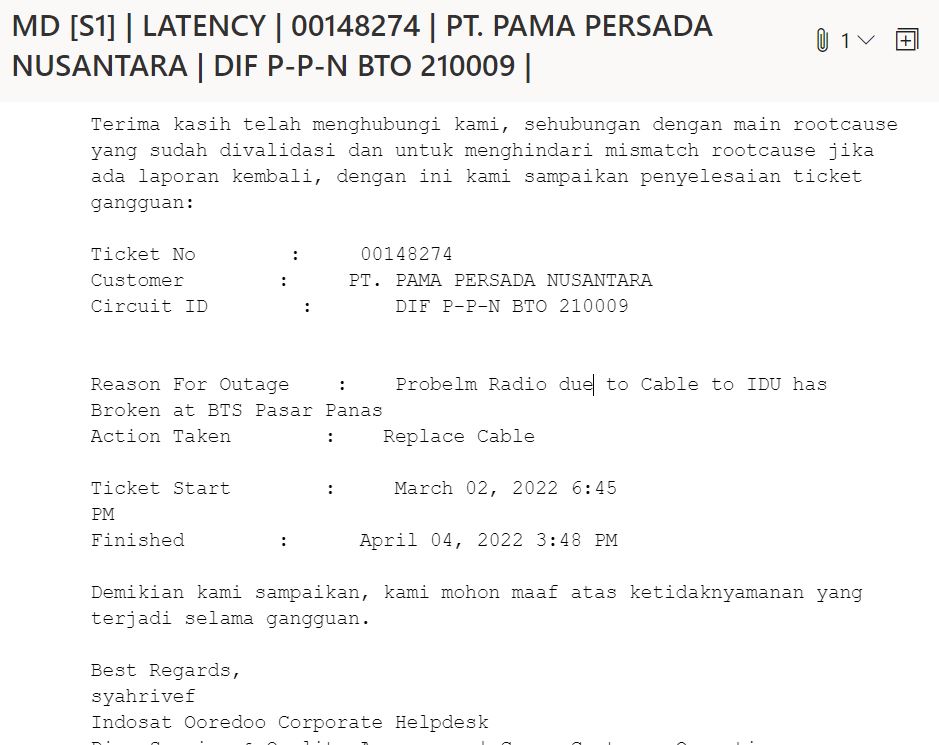 MD [S1] | LATENCY | 00148274 | PT. PAMA PERSADA
NUSANTARA | DIF P-P-N BTO 210009 |
1
Terima kasih telah menghubungi kami, sehubungan dengan main rootcause
yang sudah divalidasi dan untuk menghindari mismatch rootcause jika
ada laporan kembali, dengan ini kami sampaikan penyelesaian ticket
gangguan:
Ticket No : 00148274
Customer : PT. PAMA PERSADA NUSANTARA
Circuit ID : DIF P-P-N BTO 210009
Reason For Outage : Probelm Radio due to Cable to IDU has
Broken at BTS Pasar Panas
Action Taken : Replace Cable
Ticket Start : March 02, 2022 6:45
PM
Finished : April 04, 2022 3:48 PM
Demikian kami sampaikan, kami mohon maaf atas ketidaknyamanan yang
terjadi selama gangguan.
Best Regards,
syahrivef
Indosat Ooredoo Corporate Helpdesk